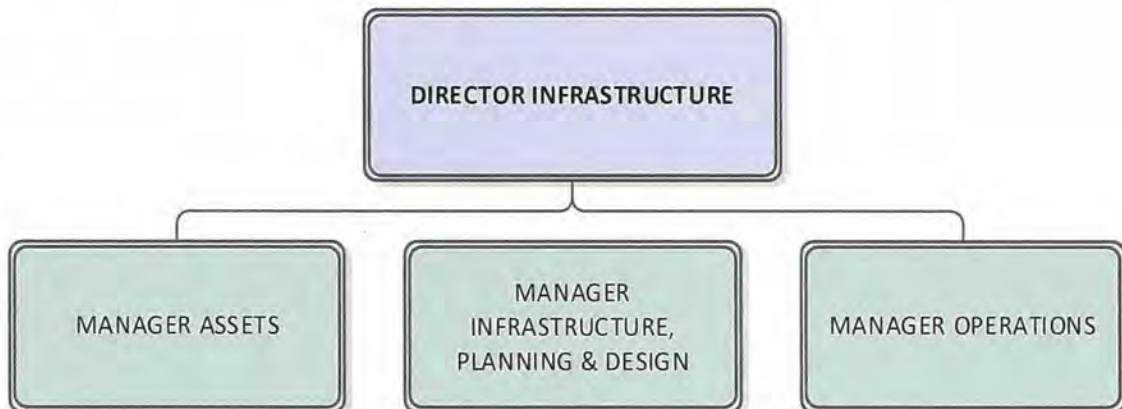 DIRECTOR INFRASTRUCTURE
MANAGER ASSETS
MANAGER
INFRASTRUCTURE,
PLANNING & DESIGN
MANAGER OPERATIONS